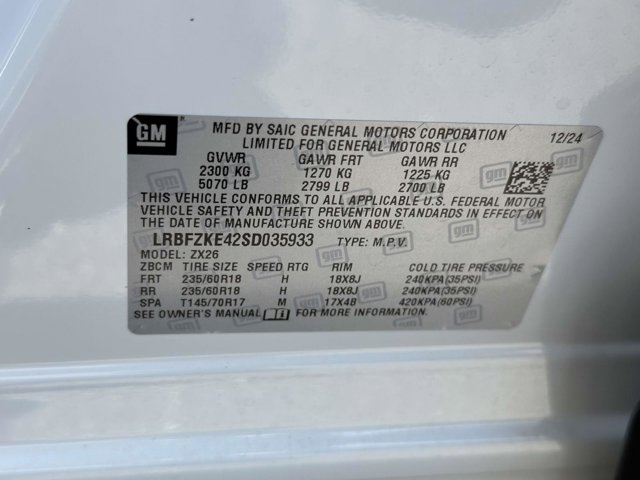 GM
MFD BY SAIC GENERAL MOTORS CORPORATION 12/24
LIMITED FOR GENERAL MOTORS LLC
GVWR GAWR FRT GAWR RR
2300 KG 1270 KG 1225 KG
5070 LB 2799 LB 2700 LB
THIS VEHICLE CONFORMS TO ALL APPLICABLE U.S. FEDERAL MOTOR
VEHICLE SAFETY AND THEFT PREVENTION STANDARDS IN EFFECT ON
THE DATE OF MANUFACTURE SHOWN ABOVE.
LRBFZKE42SD035933 TYPE: M.P.V.
MODEL: ZX26
ZBCM TIRE SIZE SPEED RTG RIM COLD TIRE PRESSURE
FRT 235/60R18 H 18X8J 240KPA(35PSI)
RR 235/60R18 H 18X8J 240KPA(35PSI)
SPA T145/70R17 M 17X4B 420KPA(60PSI)
SEE OWNER'S MANUAL FOR MORE INFORMATION.